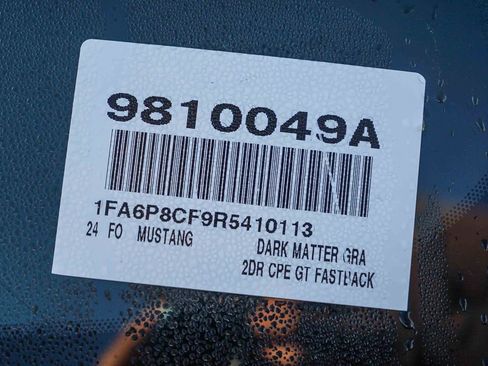 9810049A
1FA6P8CF9R5410113
24 FO MUSTANG DARK MATTER GRA
2DR CPE GT FASTBACK